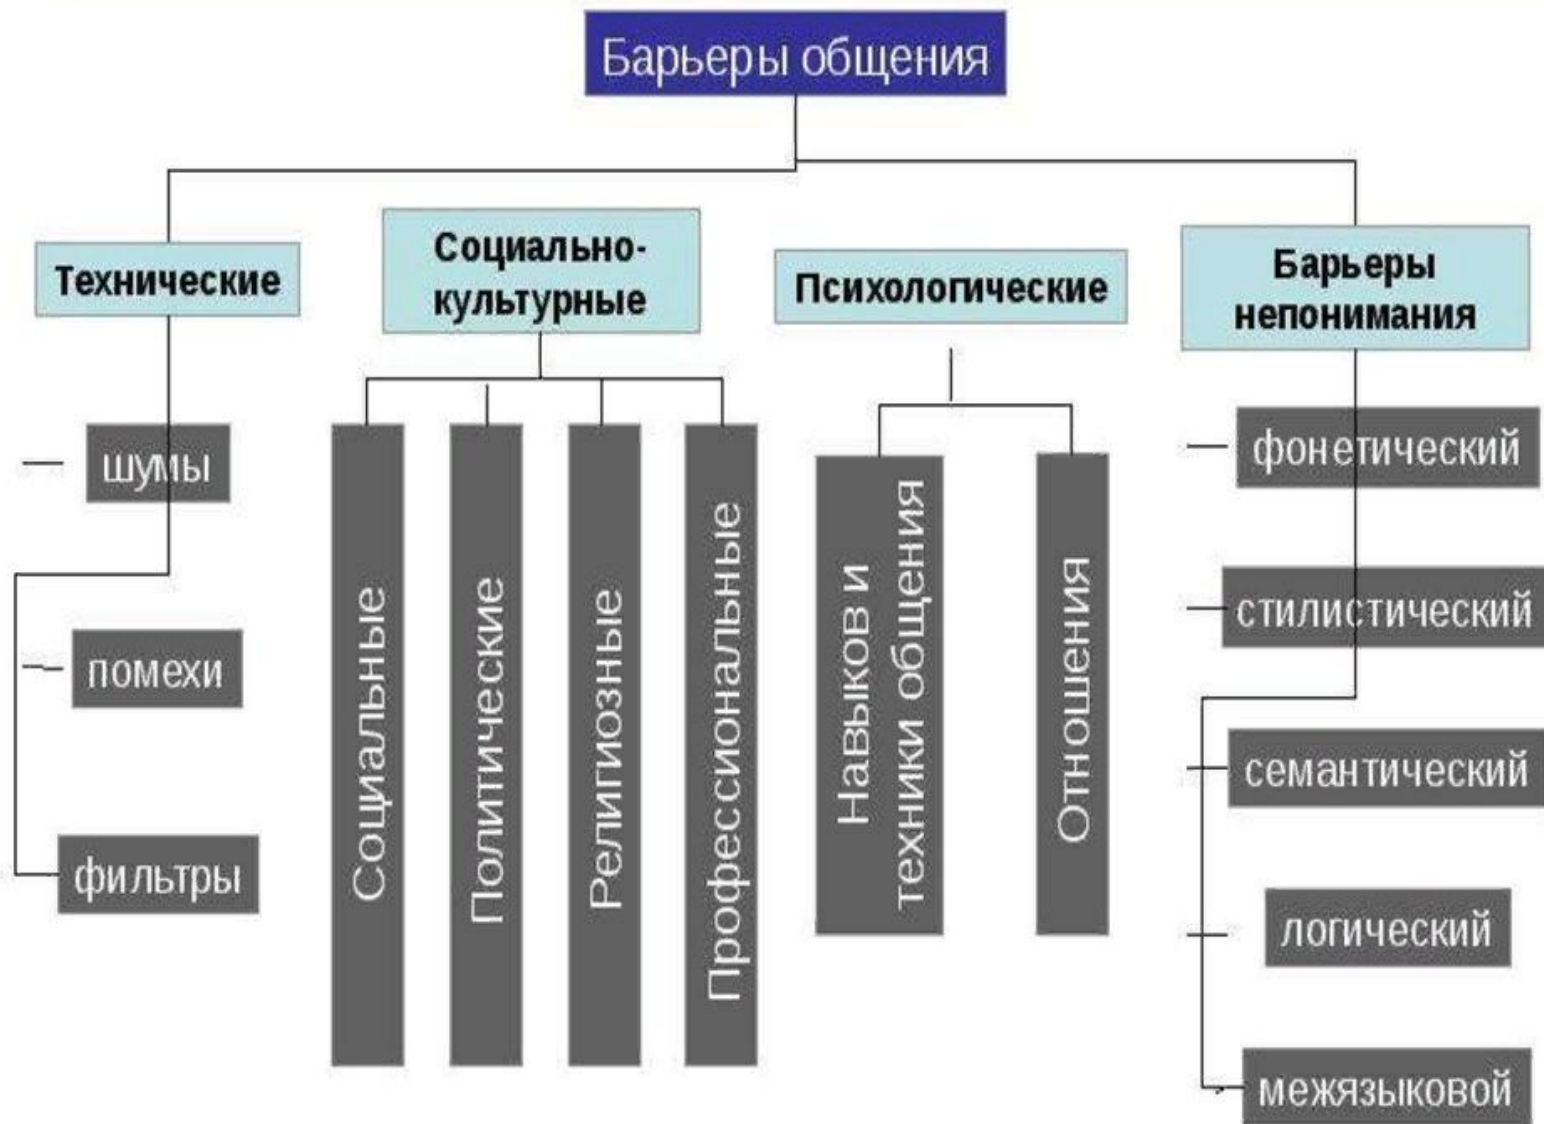 Барьеры общения
Технические
шумы
помехи
фильтры
Социально-
культурные
Социальные
Политические
Религиозные
Профессиональные
Психологические
Навыков и
техники общения
Отношения
Барьеры
непонимания
фонетический
стилистический
семантический
логический
межязыковой